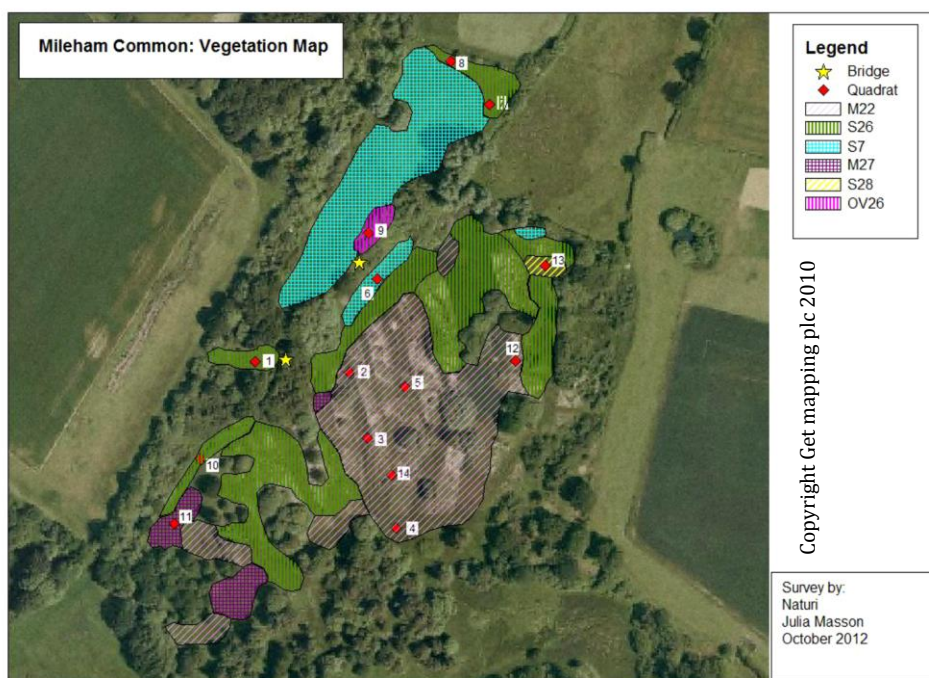 Mileham Common: Vegetation Map
Legend
Bridge
Quadrat
M22
S26
S7
M27
S28
OV26
8
9
6
13
1
2
12
5
3
10
14
11
4
Copyright Get mapping plc 2010
Survey by:
Naturi
Julia Masson
October 2012